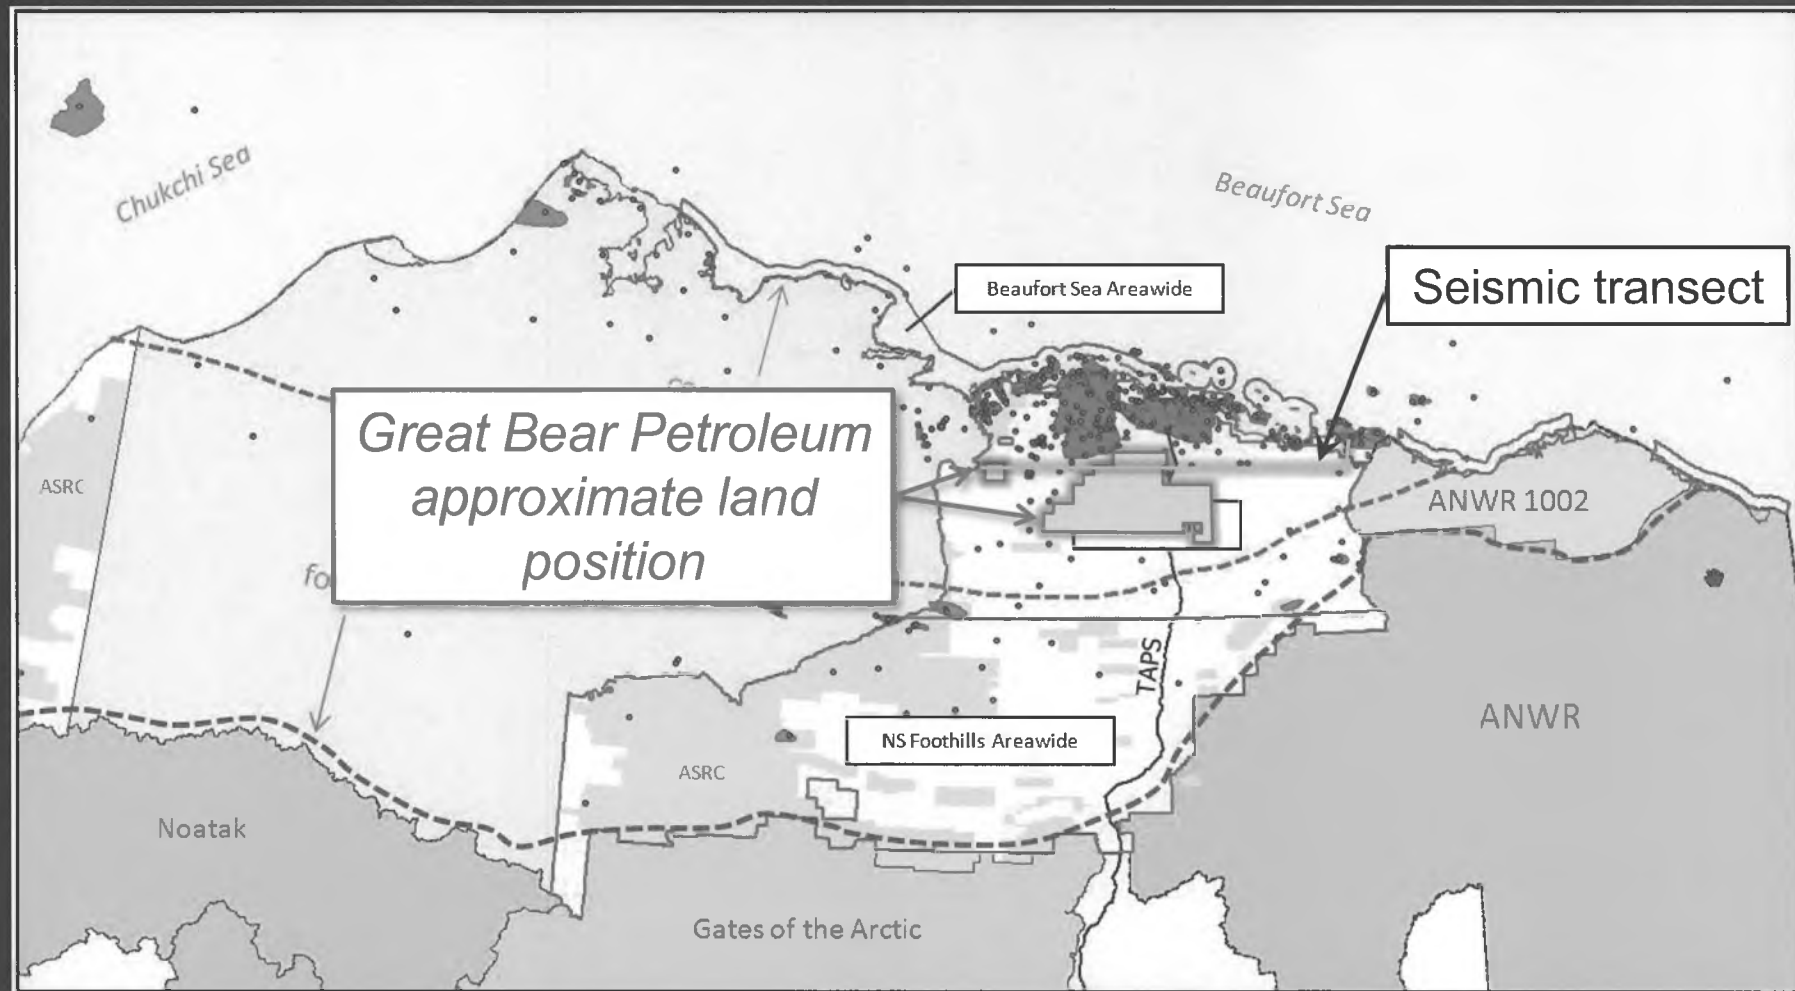 Chukchi Sea
Beaufort Sea
Beaufort Sea Areawide
Seismic transect
Great Bear Petroleum
approximate land
position
ASRC
ANWR 1002
TAPS
ANWR
NS Foothills Areawide
ASRC
Noatak
Gates of the Arctic